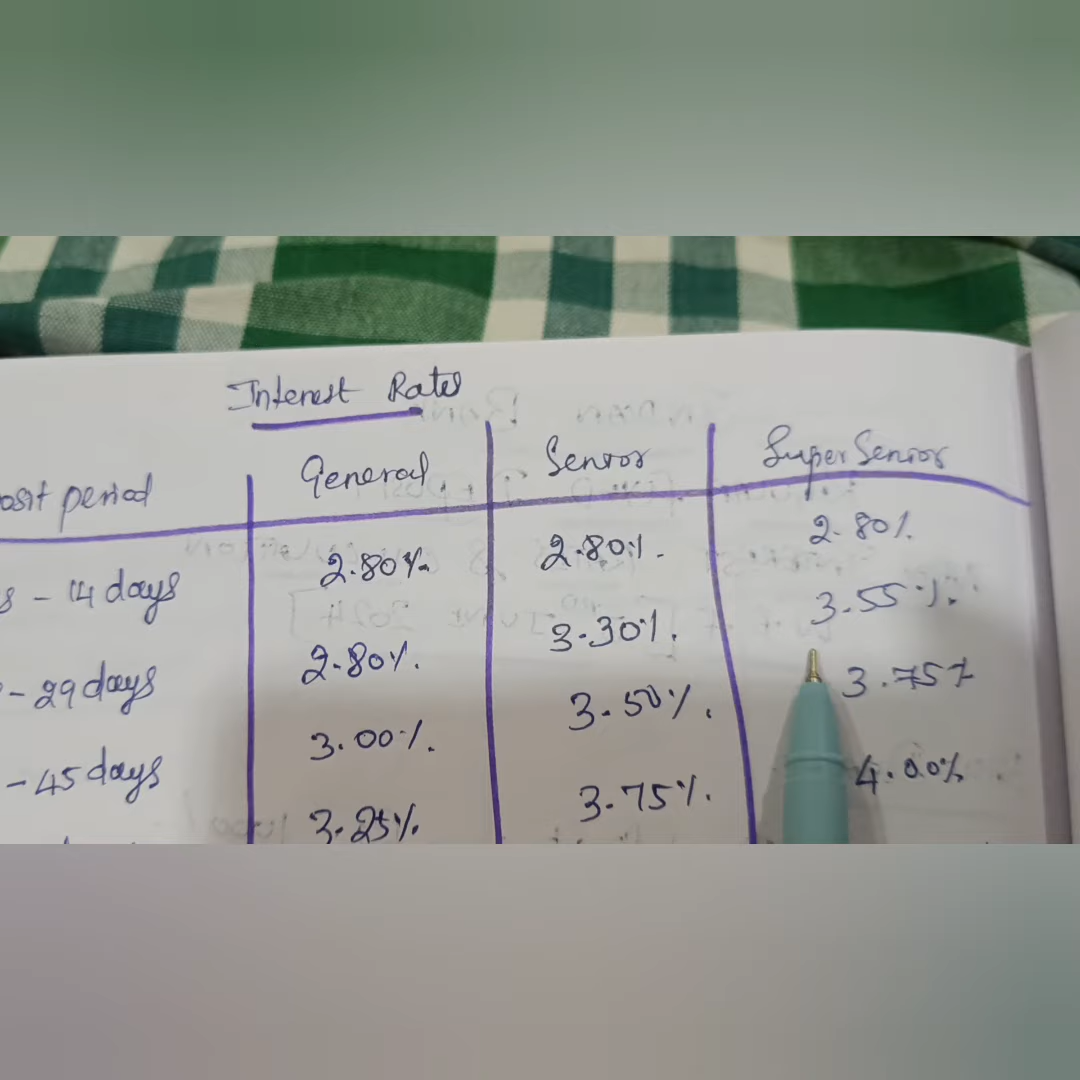 Interest Rates
osit period General Senior Super Senior
s - 14 days 2.80% 2.80%. 2.80%.
- 29 days 2.80%. 3.30%. 3.55%.
- 45 days 3.00%. 3.50%. 3.75%
3.25% 3.75%. 4.00%